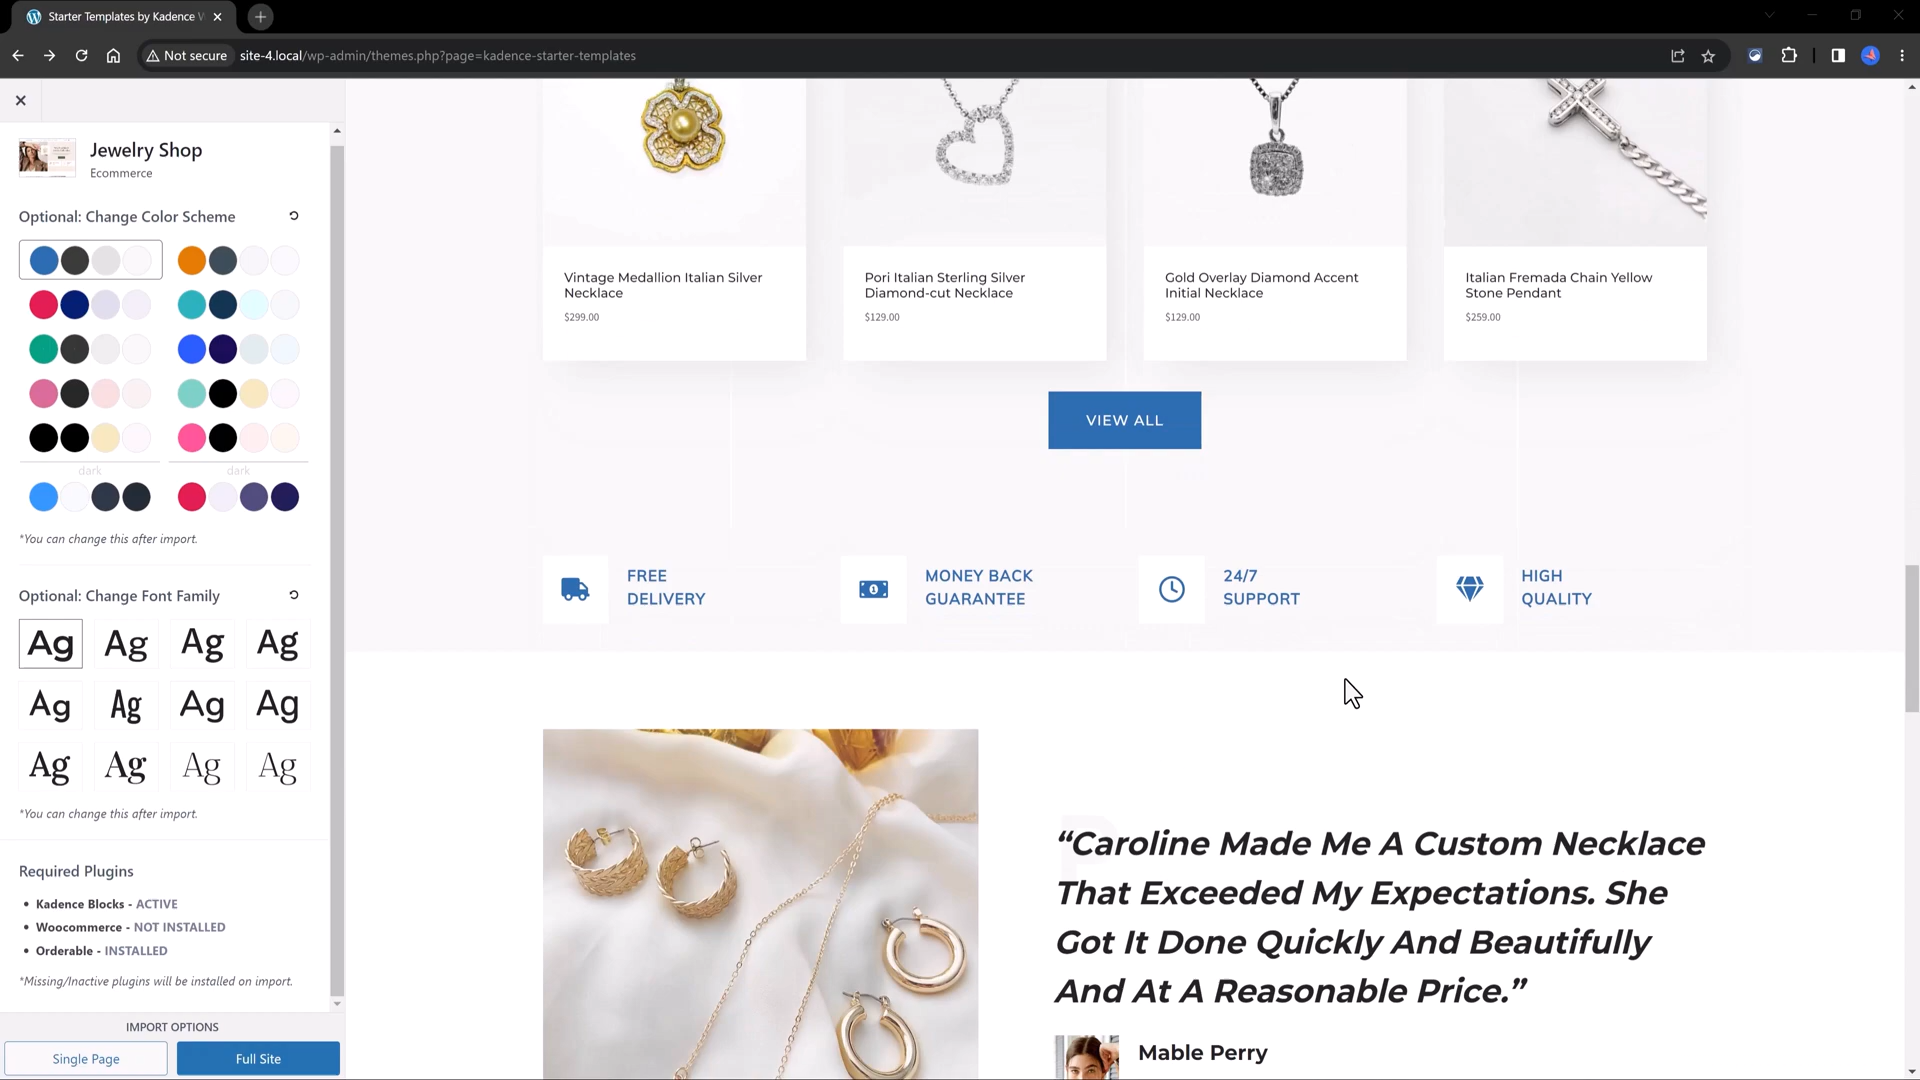 Starter Templates by Kadence W
Not secure
site-4.local/wp-admin/themes.php?page=kadence-starter-templates
Jewelry Shop
Ecommerce
Optional: Change Color Scheme
dark
dark
*You can change this after import.
Optional: Change Font Family
Ag Ag Ag Ag
Ag Ag Ag Ag
Ag Ag Ag Ag
*You can change this after import.
Required Plugins
• Kadence Blocks - ACTIVE
• Woocommerce - NOT INSTALLED
• Orderable - INSTALLED
*Missing/Inactive plugins will be installed on import.
IMPORT OPTIONS
Single Page
Full Site
Vintage Medallion Italian Silver
Necklace
$299.00
Pori Italian Sterling Silver
Diamond-cut Necklace
$129.00
Gold Overlay Diamond Accent
Initial Necklace
$129.00
Italian Fremada Chain Yellow
Stone Pendant
$259.00
VIEW ALL
FREE
DELIVERY
MONEY BACK
GUARANTEE
24/7
SUPPORT
HIGH
QUALITY
“Caroline Made Me A Custom Necklace
That Exceeded My Expectations. She
Got It Done Quickly And Beautifully
And At A Reasonable Price.”
Mable Perry